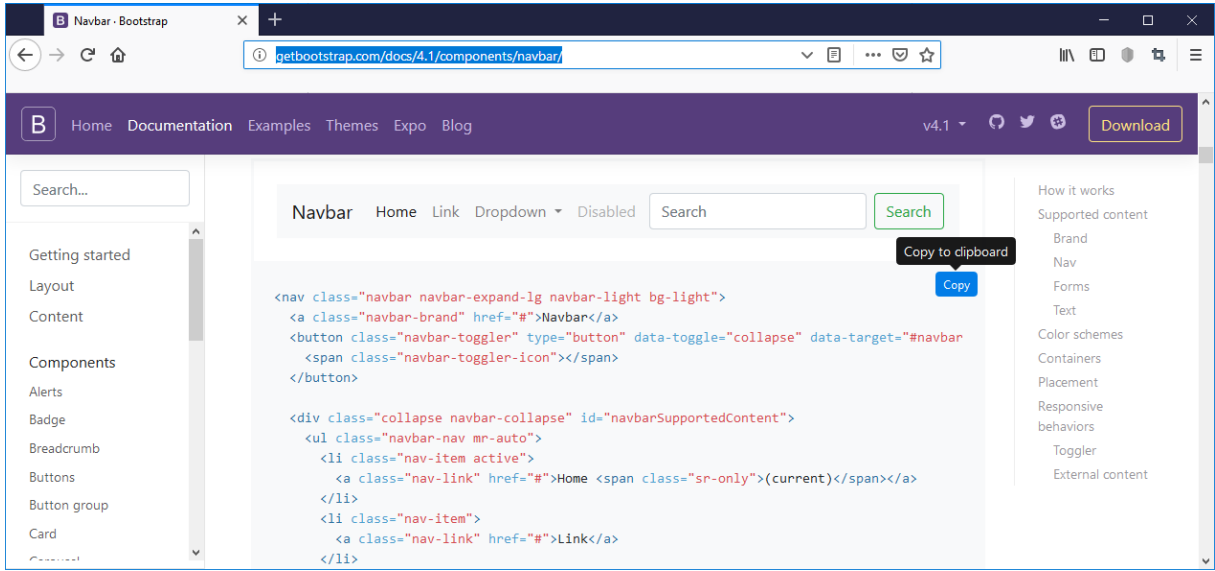 B Navbar · Bootstrap
getbootstrap.com/docs/4.1/components/navbar/
B Home Documentation Examples Themes Expo Blog v4.1 Download
Search...
Getting started
Layout
Content
Components
Alerts
Badge
Breadcrumb
Buttons
Button group
Card
Navbar Home Link Dropdown Disabled Search Search
Copy to clipboard
Copy
<nav class="navbar navbar-expand-lg navbar-light bg-light">
<a class="navbar-brand" href="#">Navbar</a>
<button class="navbar-toggler" type="button" data-toggle="collapse" data-target="#navbar
<span class="navbar-toggler-icon"></span>
</button>
<div class="collapse navbar-collapse" id="navbarSupportedContent">
<ul class="navbar-nav mr-auto">
<li class="nav-item active">
<a class="nav-link" href="#">Home <span class="sr-only">(current)</span></a>
</li>
<li class="nav-item">
<a class="nav-link" href="#">Link</a>
</li>
How it works
Supported content
Brand
Nav
Forms
Text
Color schemes
Containers
Placement
Responsive
behaviors
Toggler
External content